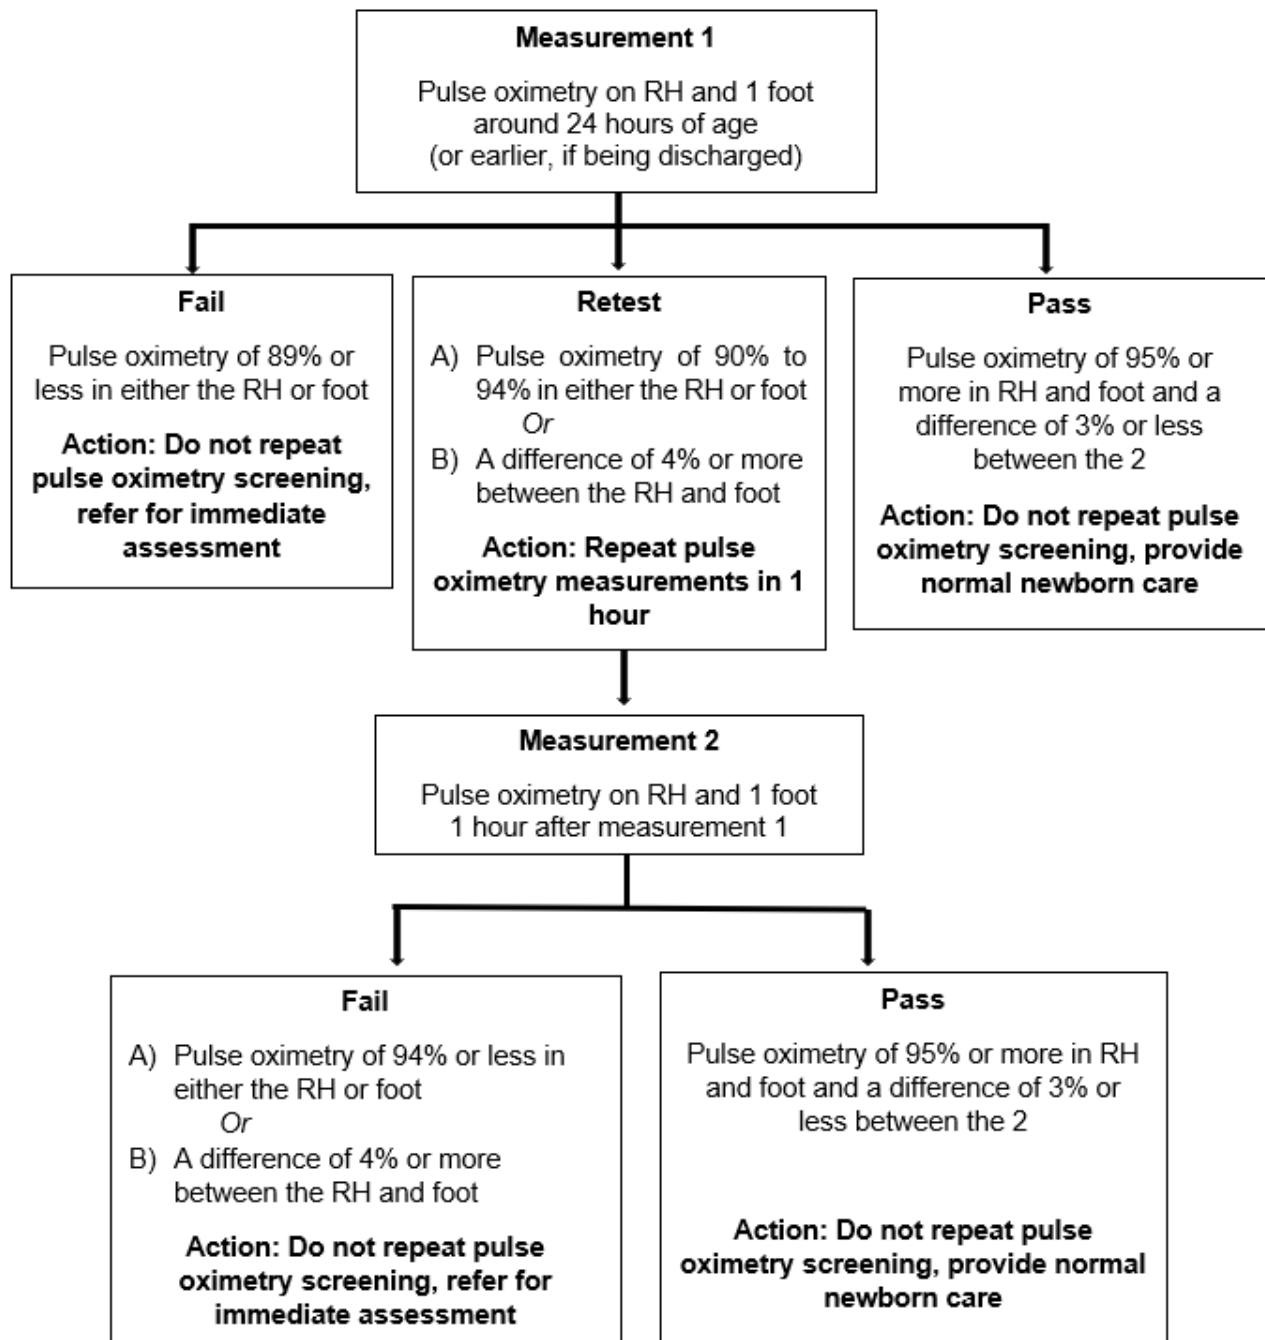 Measurement 1
Pulse oximetry on RH and 1 foot
around 24 hours of age
(or earlier, if being discharged)
Fail
Pulse oximetry of 89% or
less in either the RH or foot
Action: Do not repeat
pulse oximetry screening,
refer for immediate
assessment
Retest
A) Pulse oximetry of 90% to
94% in either the RH or foot
Or
B) A difference of 4% or more
between the RH and foot
Action: Repeat pulse
oximetry measurements in 1
hour
Pass
Pulse oximetry of 95% or
more in RH and foot and a
difference of 3% or less
between the 2
Action: Do not repeat pulse
oximetry screening, provide
normal newborn care
Measurement 2
Pulse oximetry on RH and 1 foot
1 hour after measurement 1
Fail
A) Pulse oximetry of 94% or less in
either the RH or foot
Or
B) A difference of 4% or more
between the RH and foot
Action: Do not repeat pulse
oximetry screening, refer for
immediate assessment
Pass
Pulse oximetry of 95% or more in RH
and foot and a difference of 3% or
less between the 2
Action: Do not repeat pulse
oximetry screening, provide normal
newborn care